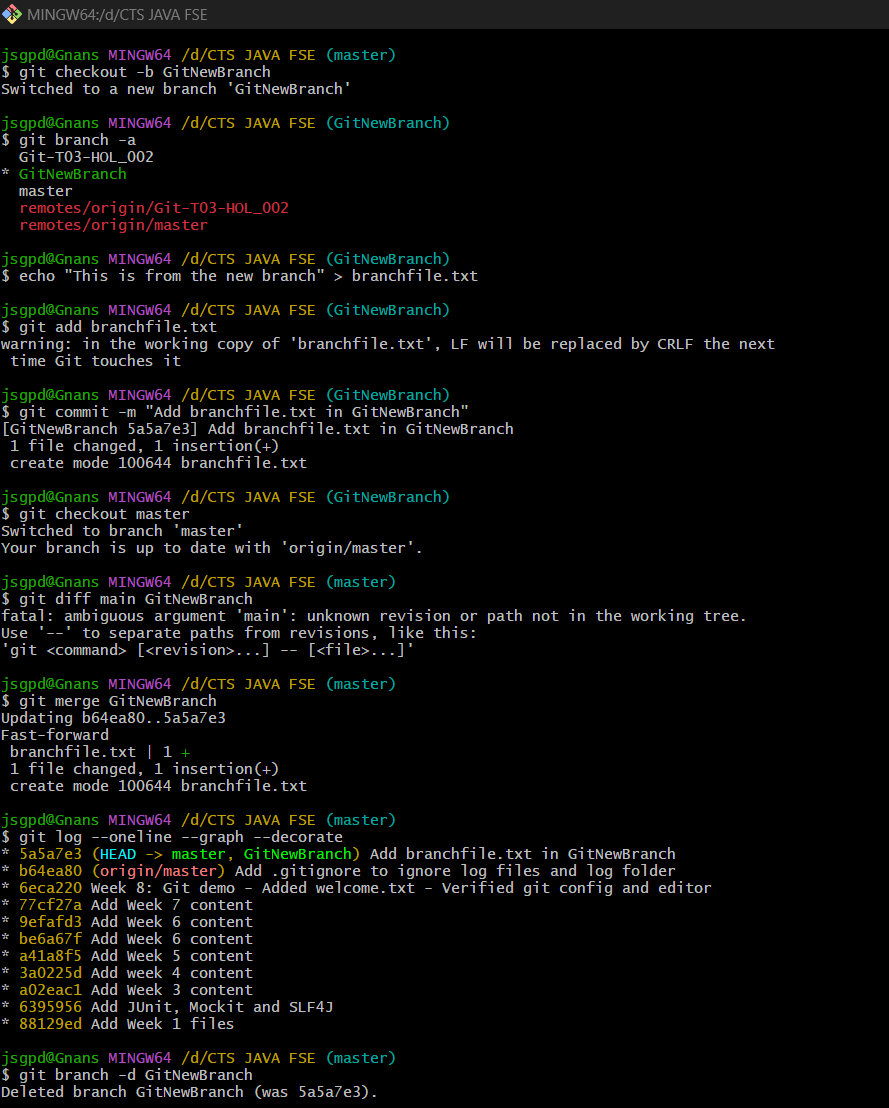 MINGW64:/d/CTS JAVA FSE
jsgpd@Gnans MINGW64 /d/CTS JAVA FSE (master)
$ git checkout -b GitNewBranch
Switched to a new branch 'GitNewBranch'
jsgpd@Gnans MINGW64 /d/CTS JAVA FSE (GitNewBranch)
$ git branch -a
  Git-T03-HOL_002
* GitNewBranch
  master
  remotes/origin/Git-T03-HOL_002
  remotes/origin/master
jsgpd@Gnans MINGW64 /d/CTS JAVA FSE (GitNewBranch)
$ echo "This is from the new branch" > branchfile.txt
jsgpd@Gnans MINGW64 /d/CTS JAVA FSE (GitNewBranch)
$ git add branchfile.txt
warning: in the working copy of 'branchfile.txt', LF will be replaced by CRLF the next
 time Git touches it
jsgpd@Gnans MINGW64 /d/CTS JAVA FSE (GitNewBranch)
$ git commit -m "Add branchfile.txt in GitNewBranch"
[GitNewBranch 5a5a7e3] Add branchfile.txt in GitNewBranch
 1 file changed, 1 insertion(+)
 create mode 100644 branchfile.txt
jsgpd@Gnans MINGW64 /d/CTS JAVA FSE (GitNewBranch)
$ git checkout master
Switched to branch 'master'
Your branch is up to date with 'origin/master'.
jsgpd@Gnans MINGW64 /d/CTS JAVA FSE (master)
$ git diff main GitNewBranch
fatal: ambiguous argument 'main': unknown revision or path not in the working tree.
Use '--' to separate paths from revisions, like this:
'git <command> [<revision>...] -- [<file>...]'
jsgpd@Gnans MINGW64 /d/CTS JAVA FSE (master)
$ git merge GitNewBranch
Updating b64ea80..5a5a7e3
Fast-forward
 branchfile.txt | 1 +
 1 file changed, 1 insertion(+)
 create mode 100644 branchfile.txt
jsgpd@Gnans MINGW64 /d/CTS JAVA FSE (master)
$ git log --oneline --graph --decorate
* 5a5a7e3 (HEAD -> master, GitNewBranch) Add branchfile.txt in GitNewBranch
* b64ea80 (origin/master) Add .gitignore to ignore log files and log folder
* 6eca220 Week 8: Git demo - Added welcome.txt - Verified git config and editor
* 77cf27a Add Week 7 content
* 9efafd3 Add Week 6 content
* be6a67f Add Week 6 content
* a41a8f5 Add Week 5 content
* 3a0225d Add week 4 content
* a02eac1 Add Week 3 content
* 6395956 Add JUnit, Mockit and SLF4J
* 88129ed Add Week 1 files
jsgpd@Gnans MINGW64 /d/CTS JAVA FSE (master)
$ git branch -d GitNewBranch
Deleted branch GitNewBranch (was 5a5a7e3).